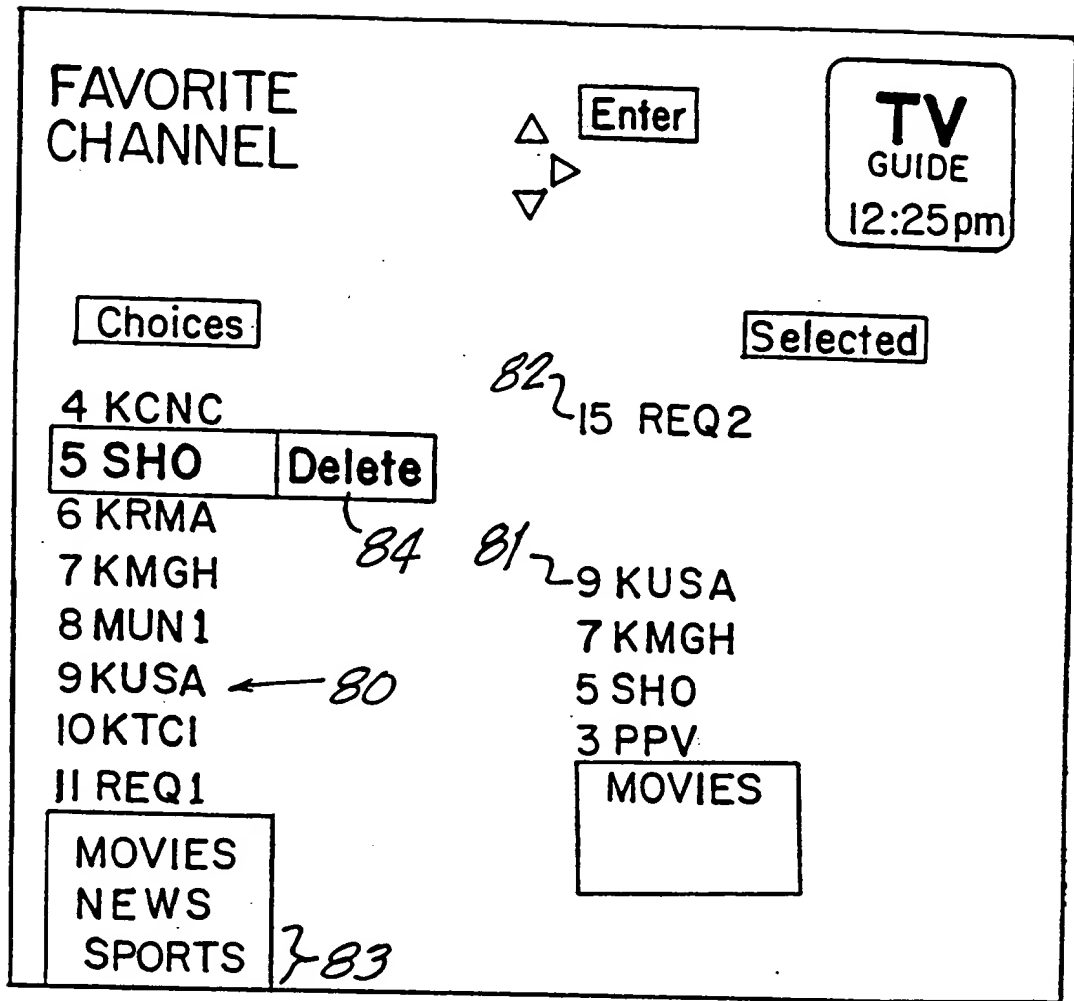 FAVORITE
CHANNEL
Enter
TV
GUIDE
12:25pm
Choices
Selected
4 KCNC
5 SHO
Delete
6 KRMA
7 KMGH
8 MUN1
9 KUSA
10 KTCI
11 REQ1
MOVIES
NEWS
SPORTS
84
80
83
82
15 REQ2
81
9 KUSA
7 KMGH
5 SHO
3 PPV
MOVIES